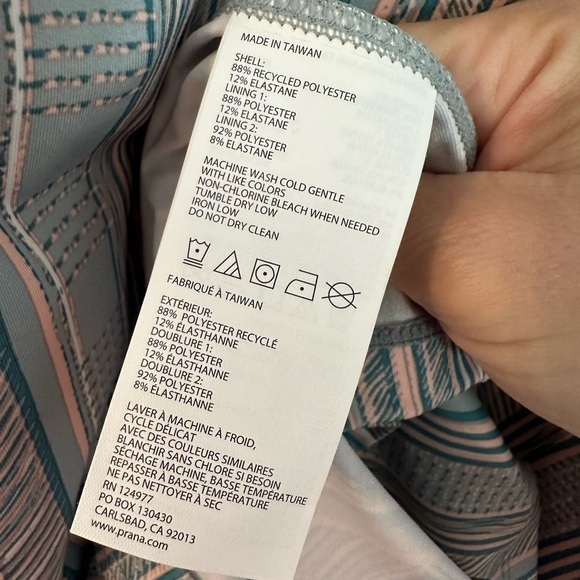 MADE IN TAIWAN
SHELL:
88% RECYCLED POLYESTER
12% ELASTANE
LINING 1:
88% POLYESTER
12% ELASTANE
LINING 2:
92% POLYESTER
8% ELASTANE
MACHINE WASH COLD GENTLE
WITH LIKE COLORS
NON-CHLORINE BLEACH WHEN NEEDED
TUMBLE DRY LOW
IRON LOW
DO NOT DRY CLEAN
FABRIQUÉ À TAIWAN
EXTÉRIEUR:
88% POLYESTER RECYCLÉ
12% ÉLASTHANNE
DOUBLURE 1:
88% POLYESTER
12% ÉLASTHANNE
DOUBLURE 2:
92% POLYESTER
8% ÉLASTHANNE
LAVER À MACHINE À FROID,
CYCLE DÉLICAT
AVEC DES COULEURS SIMILAIRES
BLANCHIR SANS CHLORE SI BESOIN
SÉCHAGE MACHINE, BASSE TEMPÉRATURE
REPASSER À BASSE TEMPÉRATURE
NE PAS NETTOYER À SEC
RN 124977
PO BOX 130430
CARLSBAD, CA 92013
www.prana.com